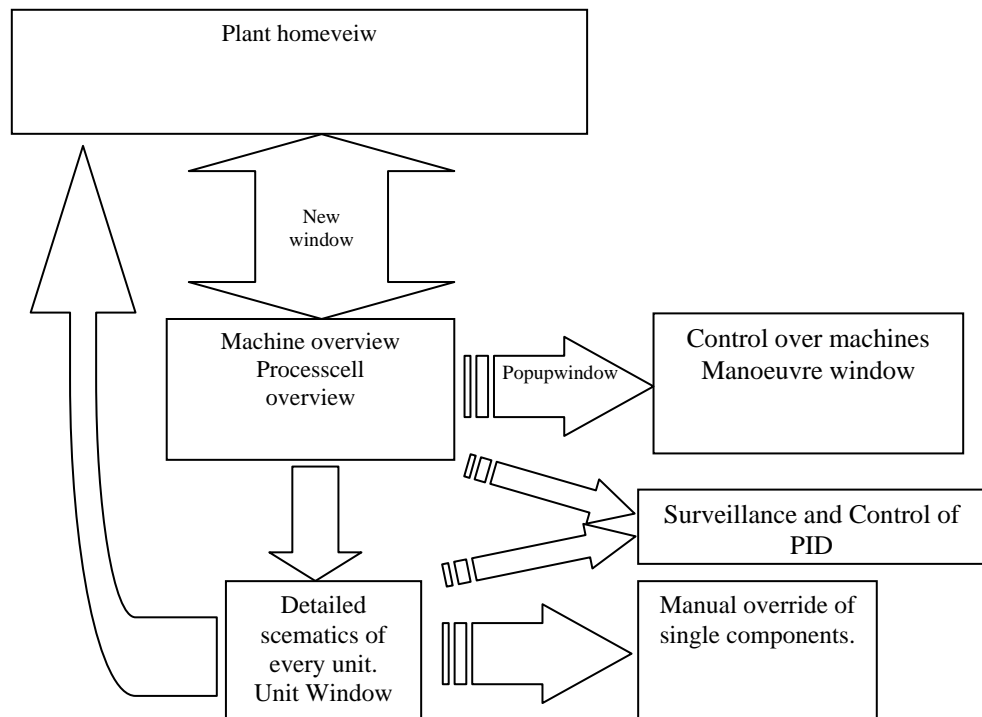 Plant homeveiw
New
window
Machine overview
Processcell
overview
Popupwindow
Control over machines
Manoeuvre window
Surveillance and Control of
PID
Detailed
scematics of
every unit.
Unit Window
Manual override of
single components.